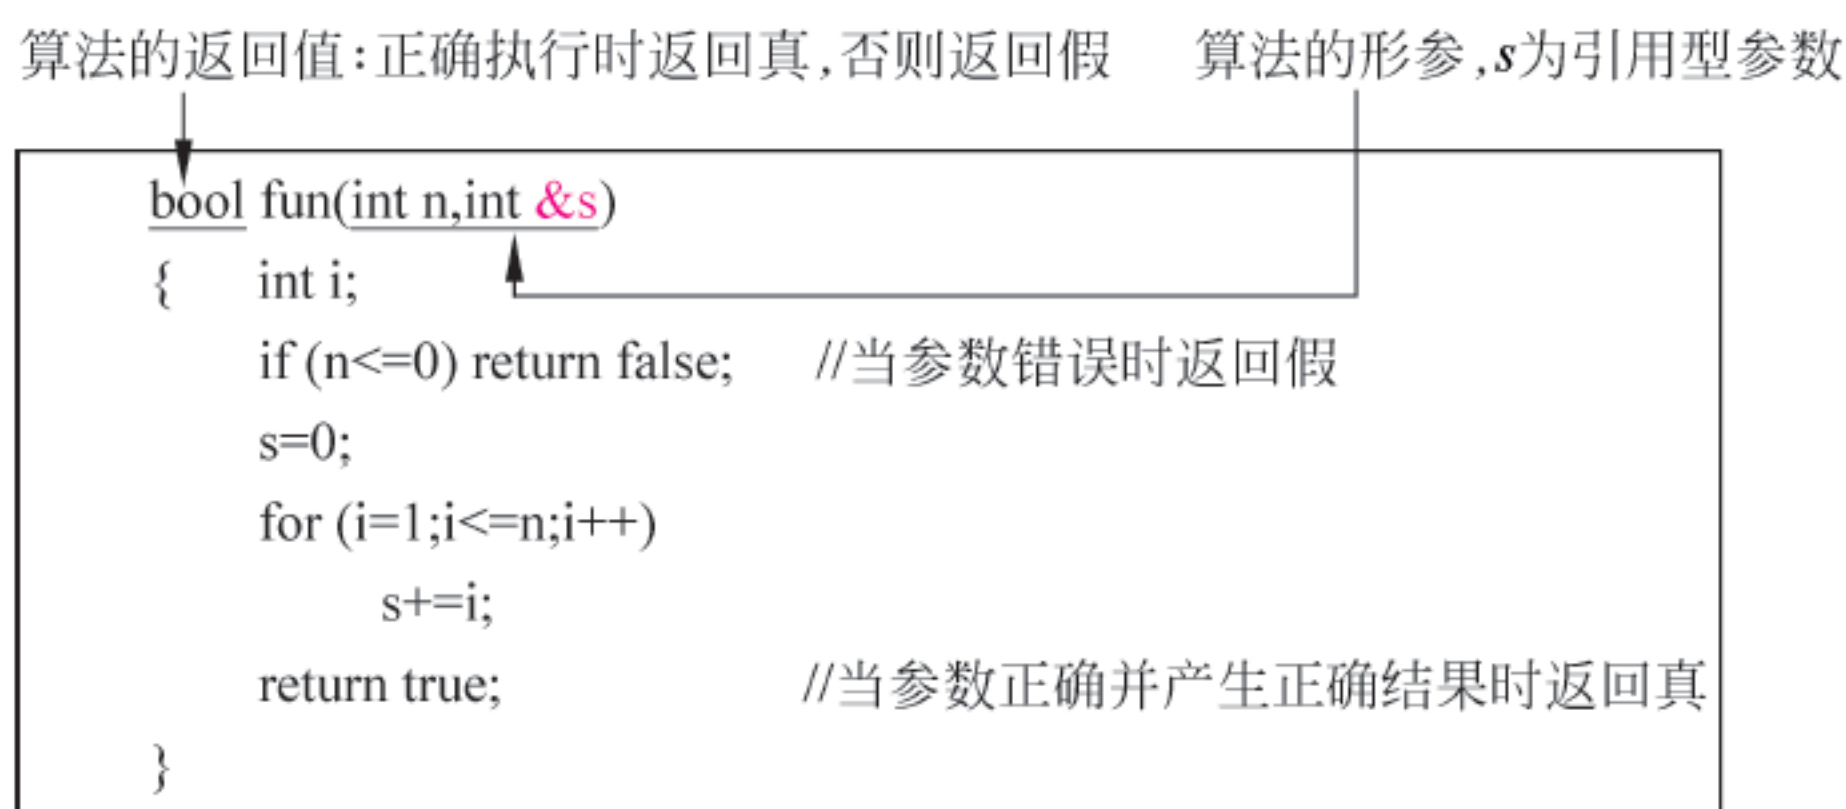 算法的返回值:正确执行时返回真,否则返回假 算法的形参,s为引用型参数
bool fun(int n,int &s)
{ int i;
if (n<=0) return false; //当参数错误时返回假
s=0;
for (i=1;i<=n;i++)
s+=i;
return true; //当参数正确并产生正确结果时返回真
}